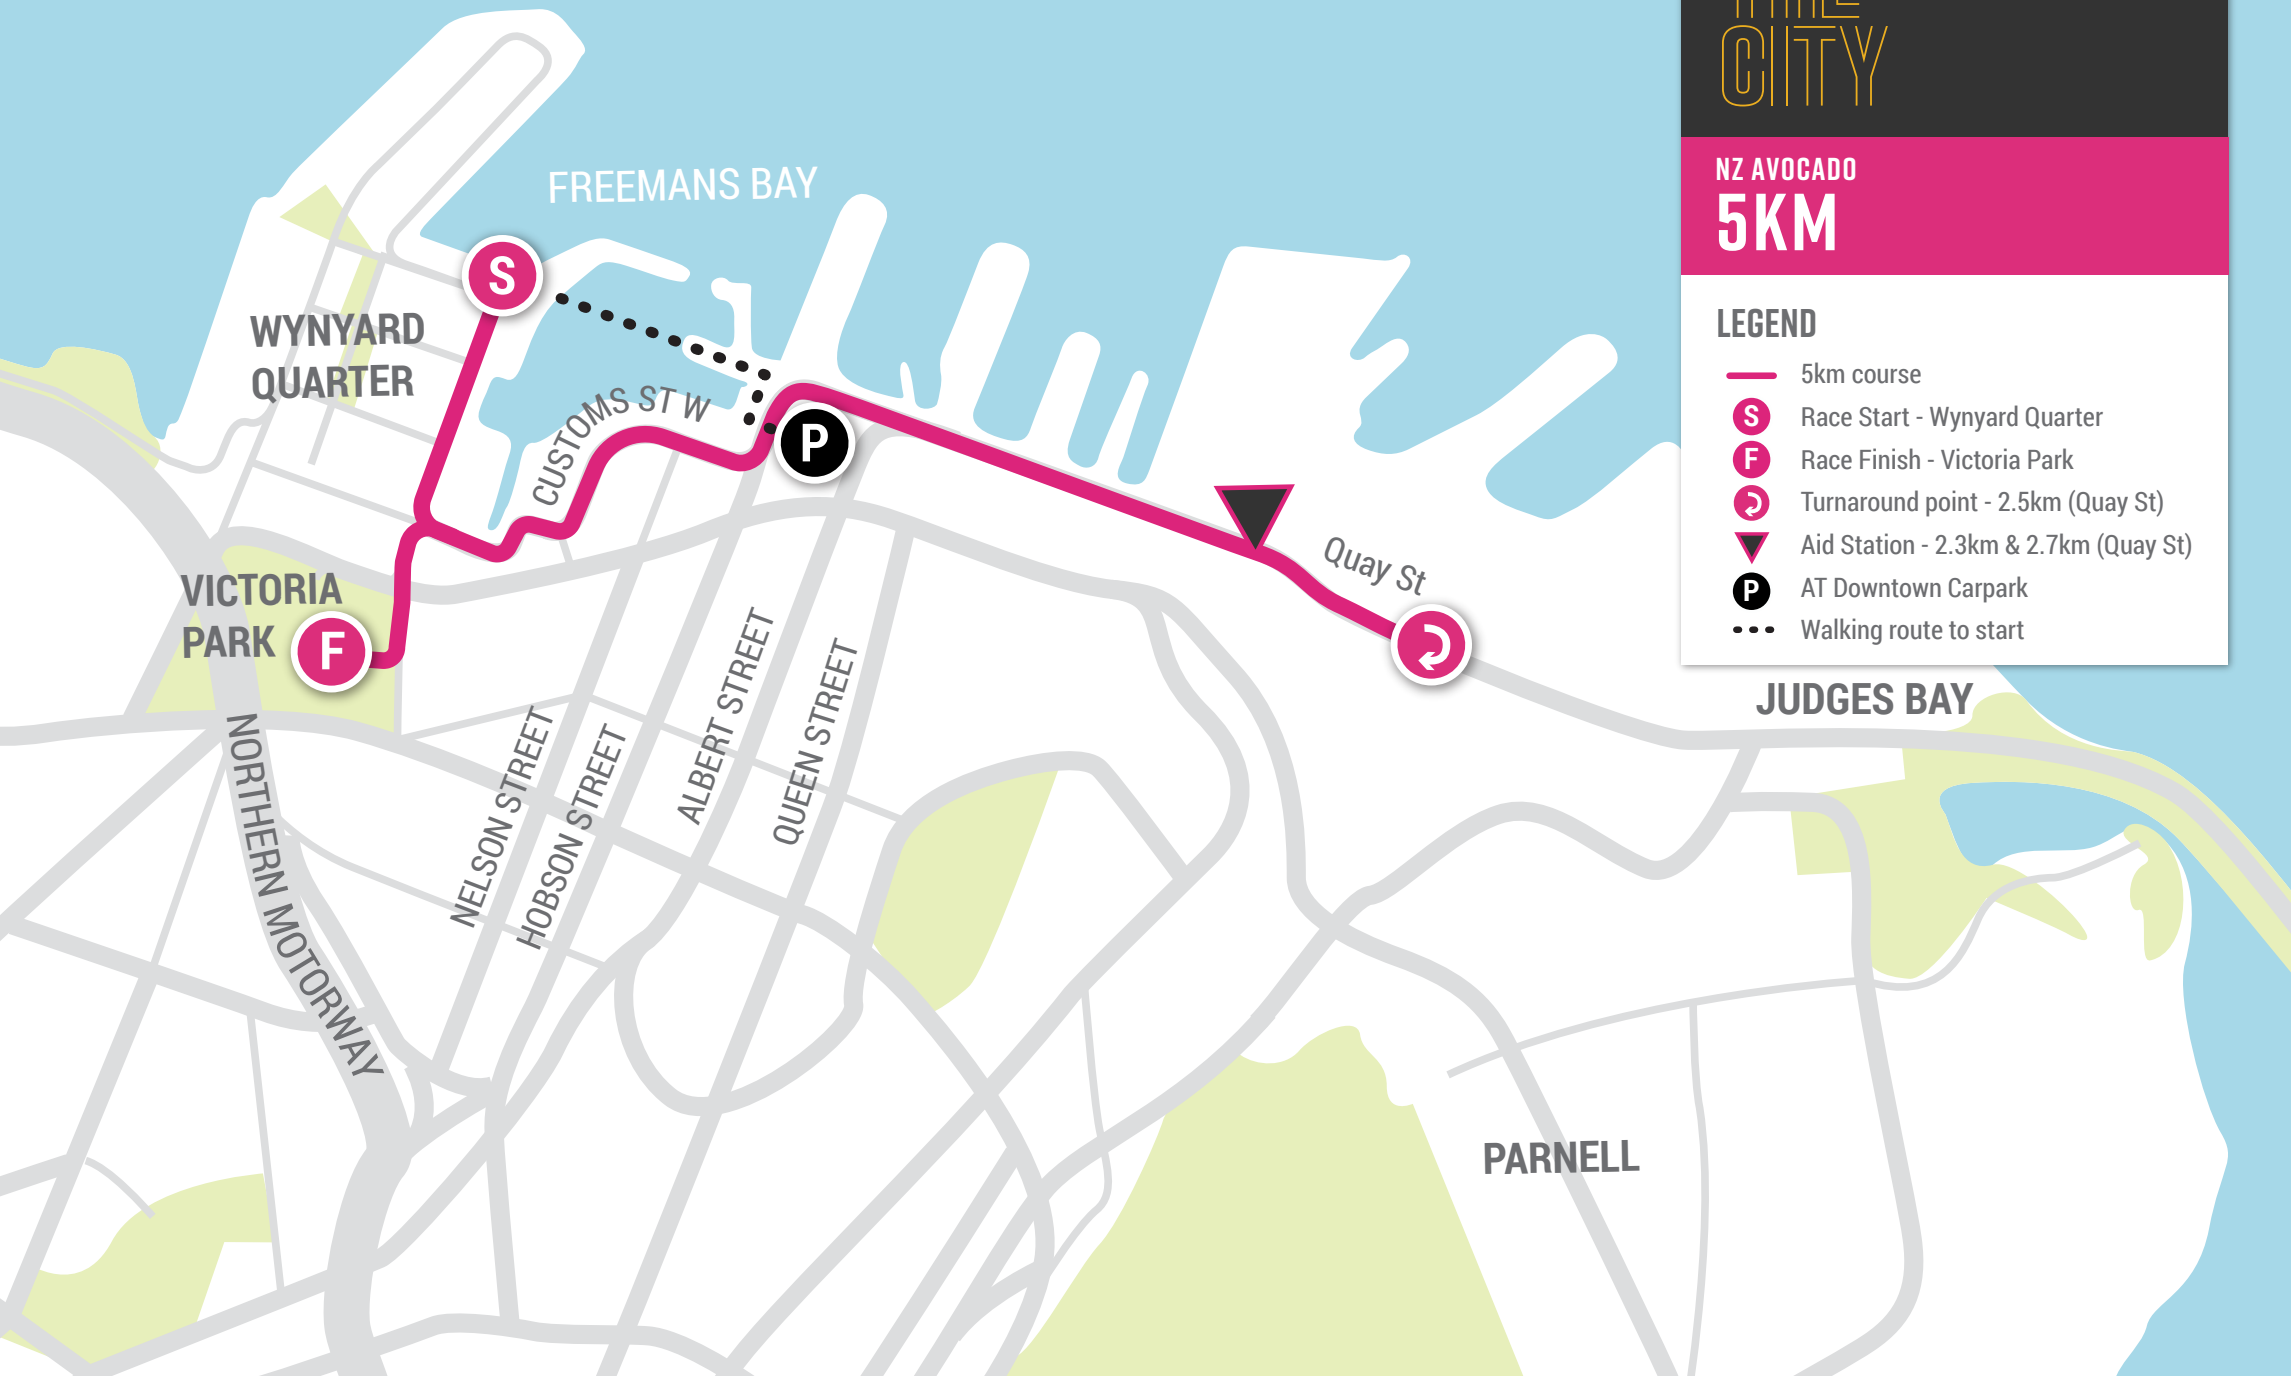 CITY
NZ AVOCADO
5KM
LEGEND
5km course
S Race Start - Wynyard Quarter
F Race Finish - Victoria Park
Turnaround point - 2.5km (Quay St)
Aid Station - 2.3km & 2.7km (Quay St)
P AT Downtown Carpark
Walking route to start
FREEMANS BAY
S
WYNYARD
QUARTER
CUSTOMS ST W
P
Quay St
VICTORIA
PARK
F
JUDGES BAY
NORTHERN MOTORWAY
NELSON STREET
HOBSON STREET
ALBERT STREET
QUEEN STREET
PARNELL